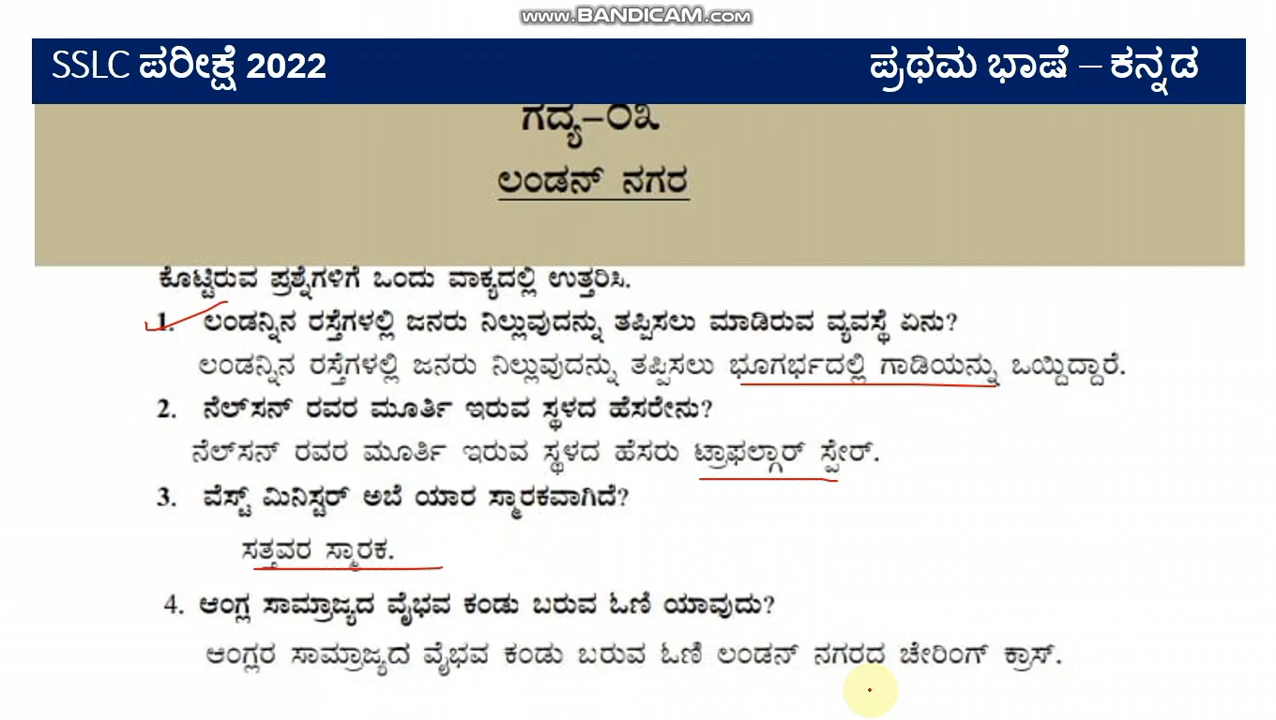 www.BANDICAM.com
SSLC ಪರೀಕ್ಷೆ 2022 ಪ್ರಥಮ ಭಾಷೆ – ಕನ್ನಡ
ಗದ್ಯ-೦೩
ಲಂಡನ್ ನಗರ
ಕೊಟ್ಟಿರುವ ಪ್ರಶ್ನೆಗಳಿಗೆ ಒಂದು ವಾಕ್ಯದಲ್ಲಿ ಉತ್ತರಿಸಿ.
1. ಲಂಡನ್ನಿನ ರಸ್ತೆಗಳಲ್ಲಿ ಜನರು ನಿಲ್ಲುವುದನ್ನು ತಪ್ಪಿಸಲು ಮಾಡಿರುವ ವ್ಯವಸ್ಥೆ ಏನು?
ಲಂಡನ್ನಿನ ರಸ್ತೆಗಳಲ್ಲಿ ಜನರು ನಿಲ್ಲುವುದನ್ನು ತಪ್ಪಿಸಲು ಭೂಗರ್ಭದಲ್ಲಿ ಗಾಡಿಯನ್ನು ಒಯ್ದಿದ್ದಾರೆ.
2. ನೆಲ್‌ಸನ್ ರವರ ಮೂರ್ತಿ ಇರುವ ಸ್ಥಳದ ಹೆಸರೇನು?
ನೆಲ್‌ಸನ್ ರವರ ಮೂರ್ತಿ ಇರುವ ಸ್ಥಳದ ಹೆಸರು ಟ್ರಾಫಲ್ಗಾರ್ ಸ್ಪೇರ್.
3. ವೆಸ್ಟ್ ಮಿನಿಸ್ಟರ್ ಅಬೆ ಯಾರ ಸ್ಮಾರಕವಾಗಿದೆ?
ಸತ್ತವರ ಸ್ಮಾರಕ.
4. ಆಂಗ್ಲ ಸಾಮ್ರಾಜ್ಯದ ವೈಭವ ಕಂಡು ಬರುವ ಓಣಿ ಯಾವುದು?
ಆಂಗ್ಲರ ಸಾಮ್ರಾಜ್ಯದ ವೈಭವ ಕಂಡು ಬರುವ ಓಣಿ ಲಂಡನ್ ನಗರದ ಚೇರಿಂಗ್ ಕ್ರಾಸ್.